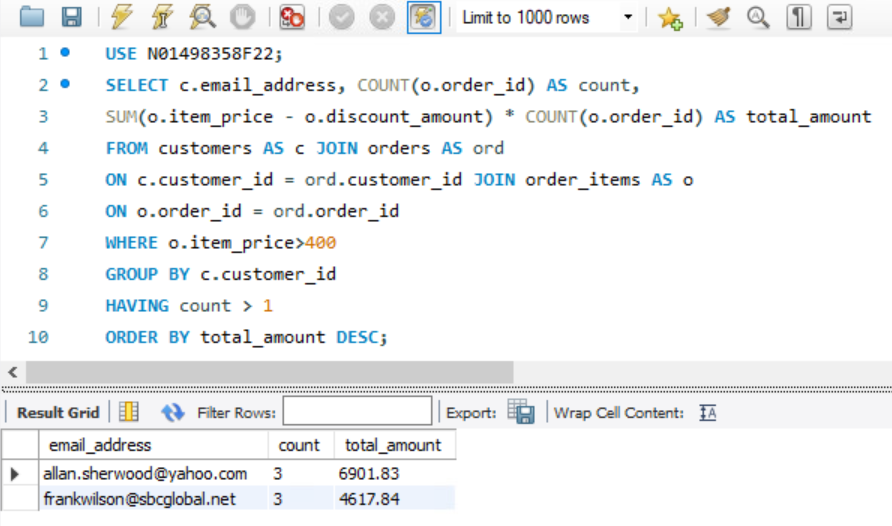 Limit to 1000 rows
1 USE N01498358F22;
2 SELECT c.email_address, COUNT(o.order_id) AS count,
3 SUM(o.item_price - o.discount_amount) * COUNT(o.order_id) AS total_amount
4 FROM customers AS c JOIN orders AS ord
5 ON c.customer_id = ord.customer_id JOIN order_items AS o
6 ON o.order_id = ord.order_id
7 WHERE o.item_price>400
8 GROUP BY c.customer_id
9 HAVING count > 1
10 ORDER BY total_amount DESC;
Result Grid Filter Rows: Export: Wrap Cell Content: IA
email_address count total_amount
allan.sherwood@yahoo.com 3 6901.83
frankwilson@sbcglobal.net 3 4617.84